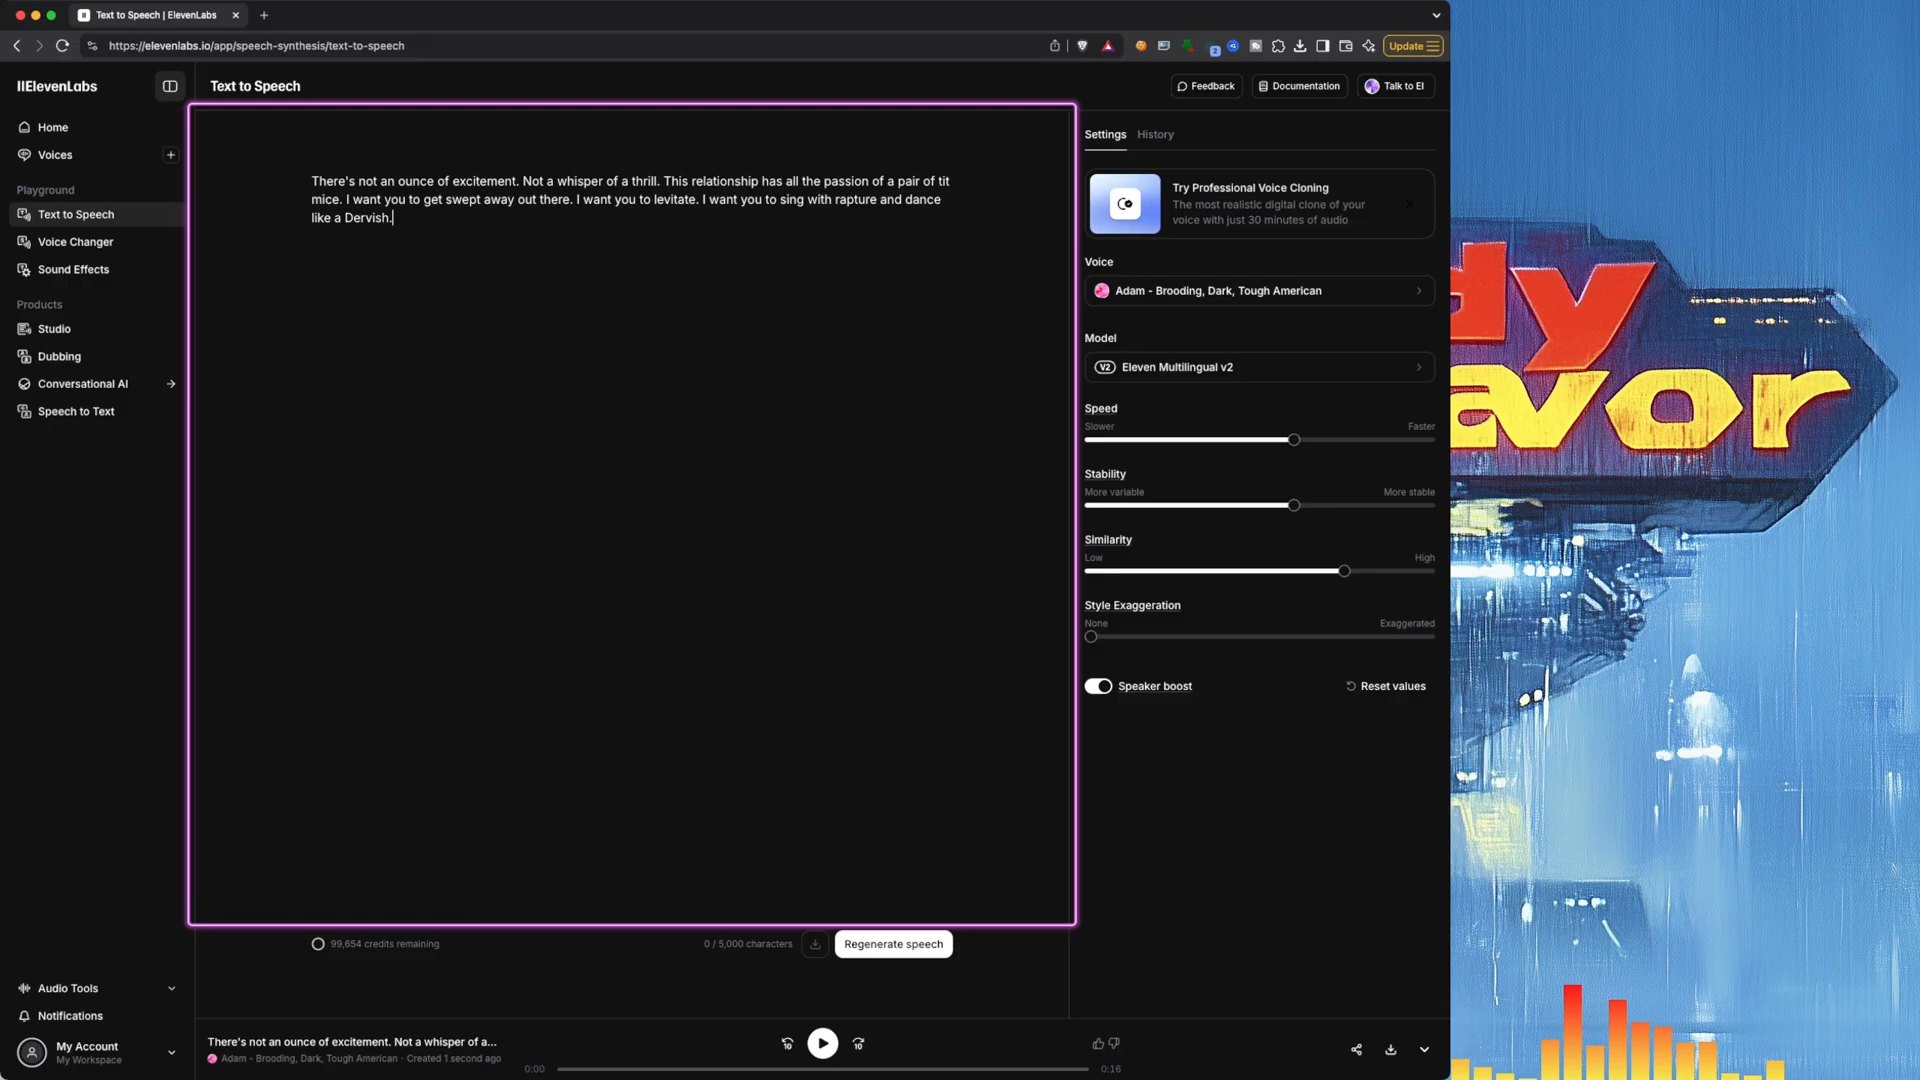 Text to Speech | ElevenLabs
https://elevenlabs.io/app/speech-synthesis/text-to-speech
Update
IIElevenLabs
Text to Speech
Feedback
Documentation
Talk to El
Home
Voices
Playground
Text to Speech
Voice Changer
Sound Effects
Products
Studio
Dubbing
Conversational AI
Speech to Text
There's not an ounce of excitement. Not a whisper of a thrill. This relationship has all the passion of a pair of tit
mice. I want you to get swept away out there. I want you to levitate. I want you to sing with rapture and dance
like a Dervish.
Settings History
Try Professional Voice Cloning
The most realistic digital clone of your
voice with just 30 minutes of audio
Voice
Adam - Brooding, Dark, Tough American
Model
V2 Eleven Multilingual v2
Speed
Slower Faster
Stability
More variable More stable
Similarity
Low High
Style Exaggeration
None Exaggerated
Speaker boost
Reset values
99,654 credits remaining
0 / 5,000 characters
Regenerate speech
Audio Tools
Notifications
My Account
My Workspace
There's not an ounce of excitement. Not a whisper of a...
Adam - Brooding, Dark, Tough American · Created 1 second ago
10
10
0:00
0:16
dy
avor